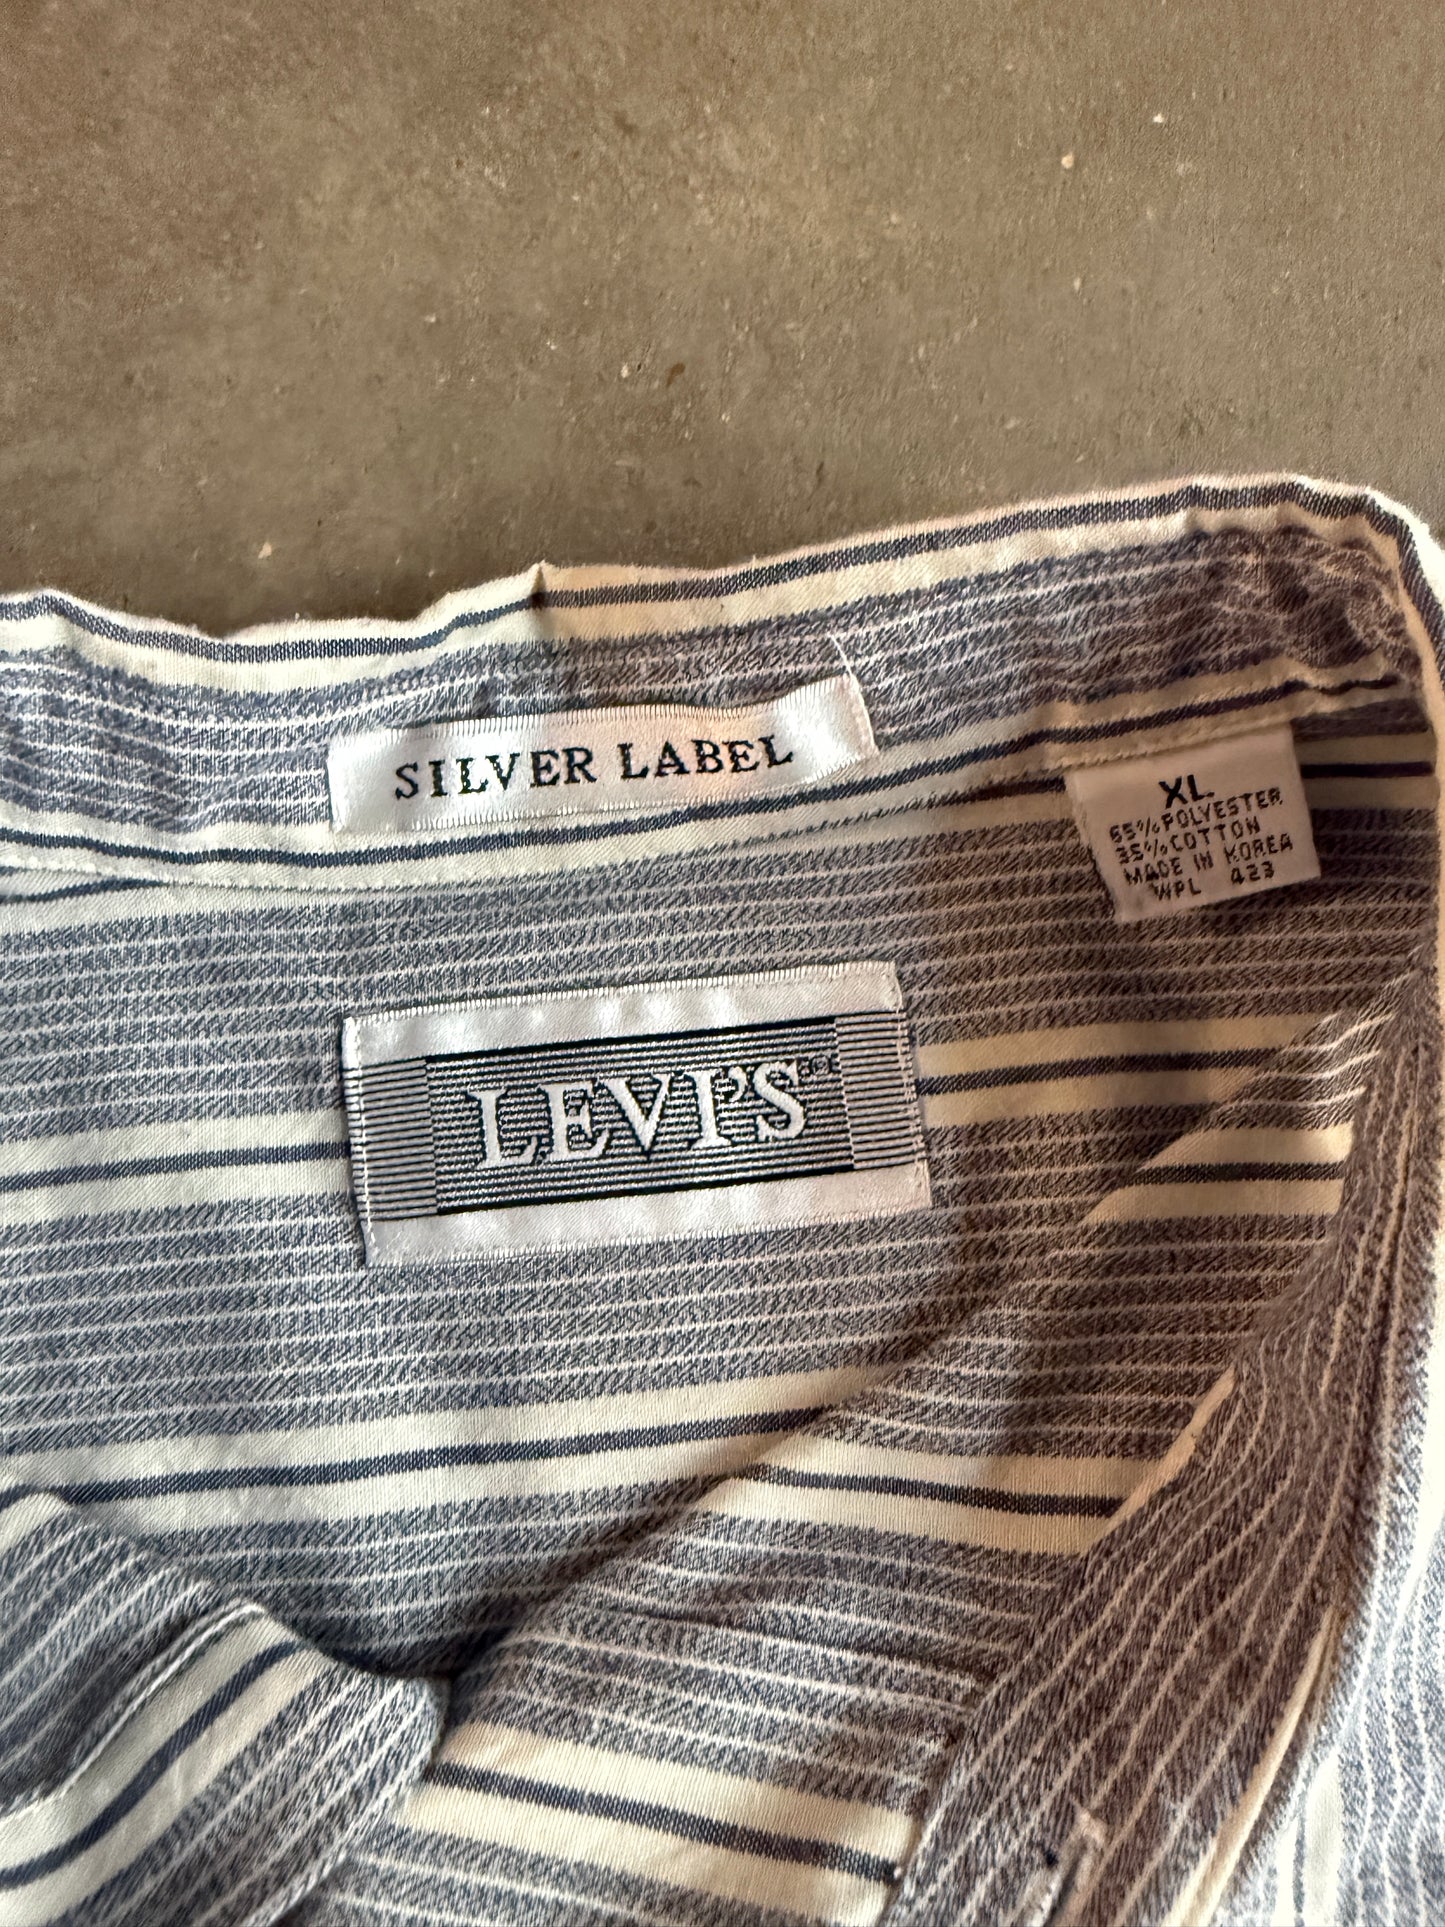 SILVER LABEL
XL
65% POLYESTER
35% COTTON
MADE IN KOREA
WPL 423
LEVI'S®